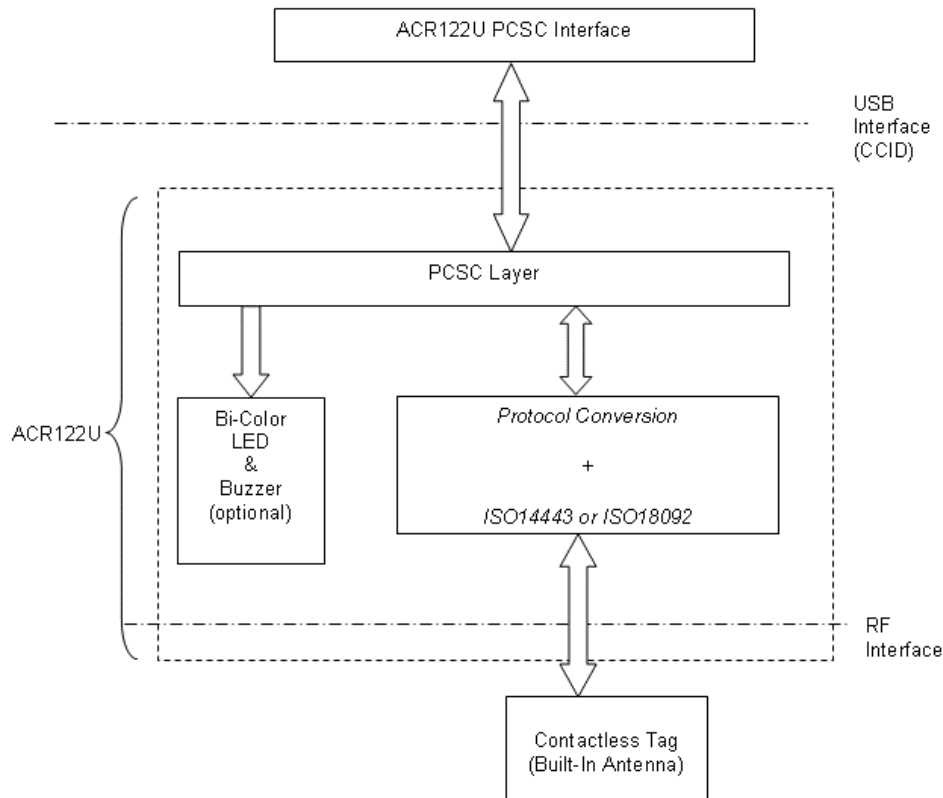 ACR122U PCSC Interface
USB
Interface
(CCID)
PCSC Layer
ACR122U
Bi-Color
LED
&
Buzzer
(optional)
Protocol Conversion
+
ISO14443 or ISO18092
RF
Interface
Contactless Tag
(Built-In Antenna)